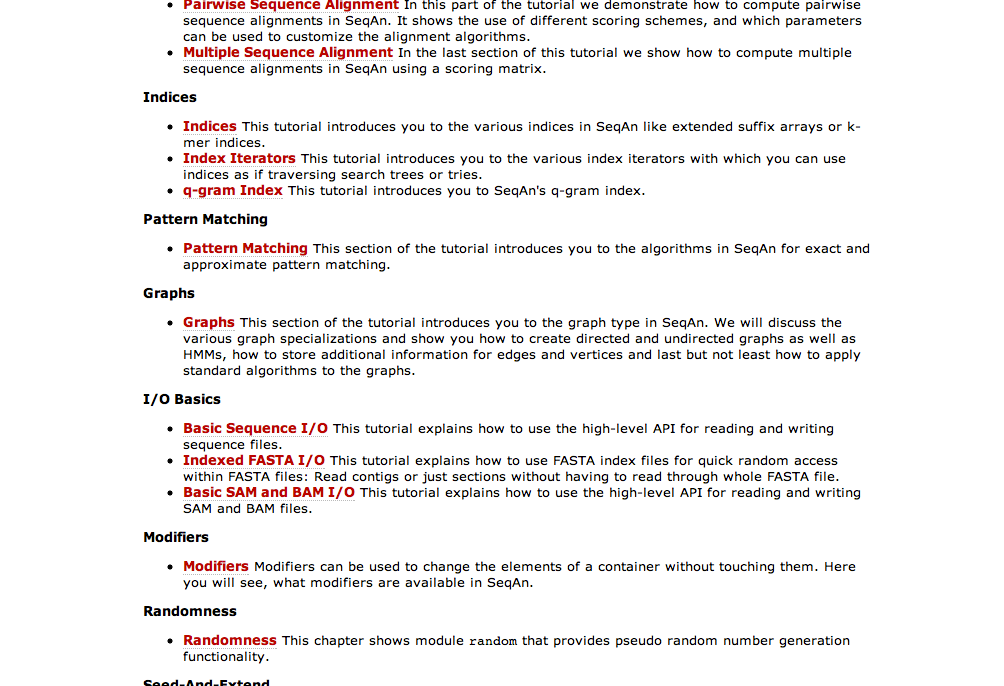 Pairwise Sequence Alignment In this part of the tutorial we demonstrate how to compute pairwise
sequence alignments in SeqAn. It shows the use of different scoring schemes, and which parameters
can be used to customize the alignment algorithms.
Multiple Sequence Alignment In the last section of this tutorial we show how to compute multiple
sequence alignments in SeqAn using a scoring matrix.
Indices
Indices This tutorial introduces you to the various indices in SeqAn like extended suffix arrays or k-
mer indices.
Index Iterators This tutorial introduces you to the various index iterators with which you can use
indices as if traversing search trees or tries.
q-gram Index This tutorial introduces you to SeqAn's q-gram index.
Pattern Matching
Pattern Matching This section of the tutorial introduces you to the algorithms in SeqAn for exact and
approximate pattern matching.
Graphs
Graphs This section of the tutorial introduces you to the graph type in SeqAn. We will discuss the
various graph specializations and show you how to create directed and undirected graphs as well as
HMMs, how to store additional information for edges and vertices and last but not least how to apply
standard algorithms to the graphs.
I/O Basics
Basic Sequence I/O This tutorial explains how to use the high-level API for reading and writing
sequence files.
Indexed FASTA I/O This tutorial explains how to use FASTA index files for quick random access
within FASTA files: Read contigs or just sections without having to read through whole FASTA file.
Basic SAM and BAM I/O This tutorial explains how to use the high-level API for reading and writing
SAM and BAM files.
Modifiers
Modifiers Modifiers can be used to change the elements of a container without touching them. Here
you will see, what modifiers are available in SeqAn.
Randomness
Randomness This chapter shows module random that provides pseudo random number generation
functionality.
Seed-And-Extend